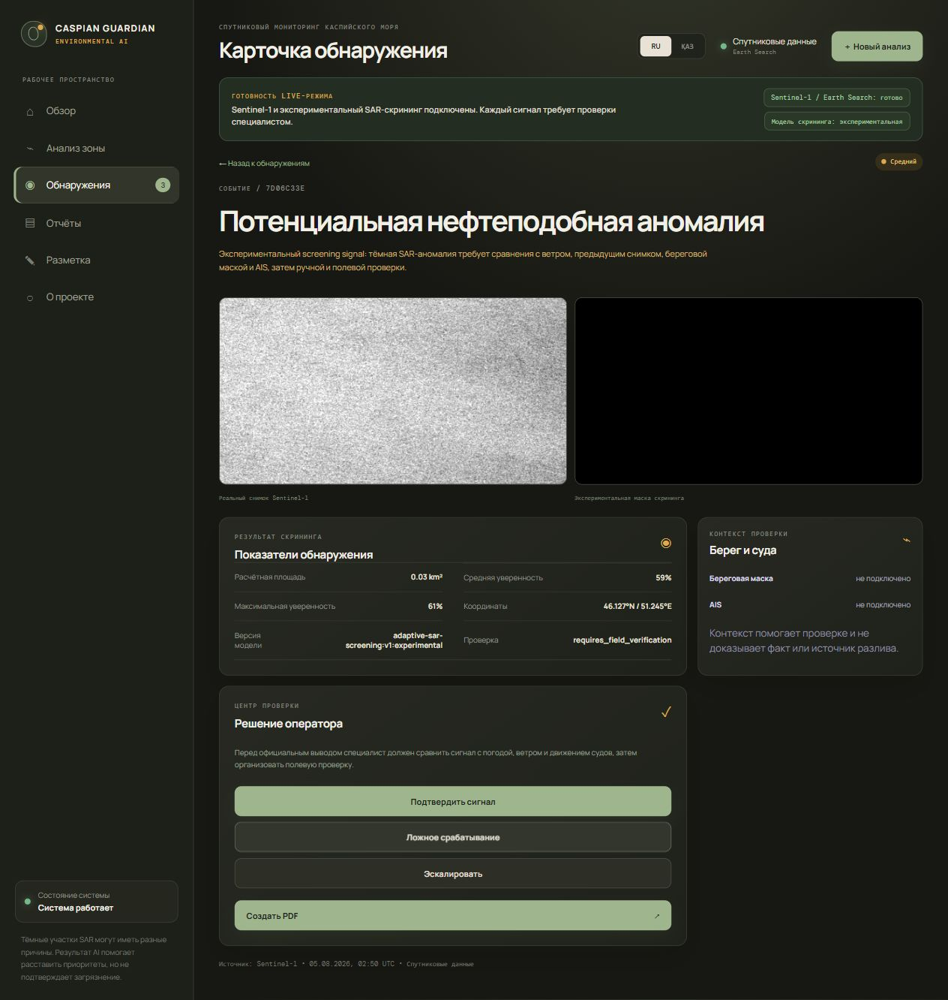 CASPIAN GUARDIAN
ENVIRONMENTAL AI
РАБОЧЕЕ ПРОСТРАНСТВО
Обзор
Анализ зоны
Обнаружения 3
Отчёты
Разметка
О проекте
Состояние системы
Система работает
Тёмные участки SAR могут иметь разные
причины. Результат AI помогает
расставить приоритеты, но не
подтверждает загрязнение.
СПУТНИКОВЫЙ МОНИТОРИНГ КАСПИЙСКОГО МОРЯ
Карточка обнаружения
RU ҚАЗ
Спутниковые данные
Earth Search
+ Новый анализ
ГОТОВНОСТЬ LIVE-РЕЖИМА
Sentinel-1 и экспериментальный SAR-скрининг подключены. Каждый сигнал требует проверки
специалистом.
Sentinel-1 / Earth Search: готово
Модель скрининга: экспериментальная
← Назад к обнаружениям
Средний
СОБЫТИЕ / 7D06C33E
Потенциальная нефтеподобная аномалия
Экспериментальный screening signal: тёмная SAR-аномалия требует сравнения с ветром, предыдущим снимком, береговой
маской и AIS, затем ручной и полевой проверки.
Реальный снимок Sentinel-1
Экспериментальная маска скрининга
РЕЗУЛЬТАТ СКРИНИНГА
Показатели обнаружения
Расчётная площадь 0.03 km²
Средняя уверенность 59%
Максимальная уверенность 61%
Координаты 46.127°N / 51.245°E
Версия
модели
adaptive-sar-
screening:v1:experimental
Проверка requires_field_verification
КОНТЕКСТ ПРОВЕРКИ
Берег и суда
Береговая маска не подключено
AIS не подключено
Контекст помогает проверке и не
доказывает факт или источник разлива.
ЦЕНТР ПРОВЕРКИ
Решение оператора
Перед официальным выводом специалист должен сравнить сигнал с погодой, ветром и движением судов, затем
организовать полевую проверку.
Подтвердить сигнал
Ложное срабатывание
Эскалировать
Создать PDF ↗
Источник: Sentinel-1 • 05.08.2026, 02:50 UTC • Спутниковые данные